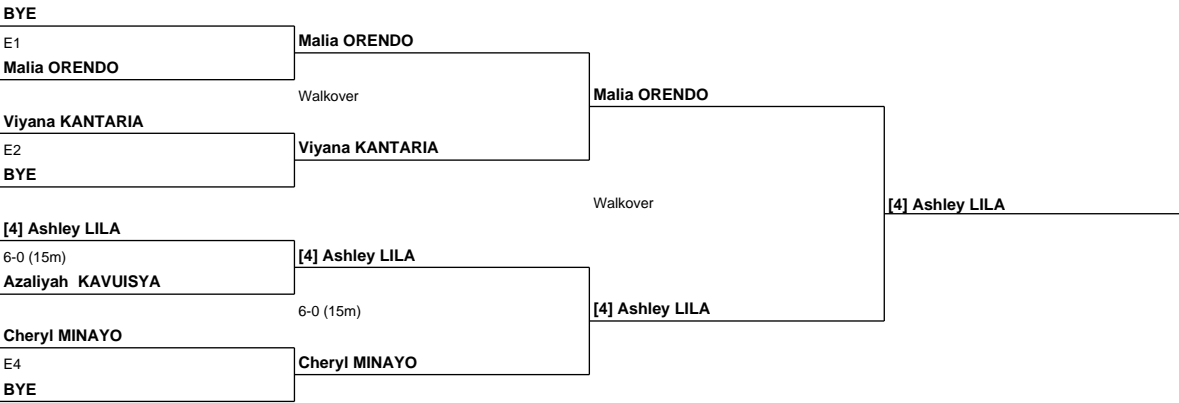 BYE
E1
Malia ORENDO
Malia ORENDO
Walkover
Malia ORENDO
Viyana KANTARIA
E2
Viyana KANTARIA
BYE
Walkover
[4] Ashley LILA
[4] Ashley LILA
6-0 (15m)
[4] Ashley LILA
Azaliyah KAVUISYA
6-0 (15m)
[4] Ashley LILA
Cheryl MINAYO
E4
Cheryl MINAYO
BYE